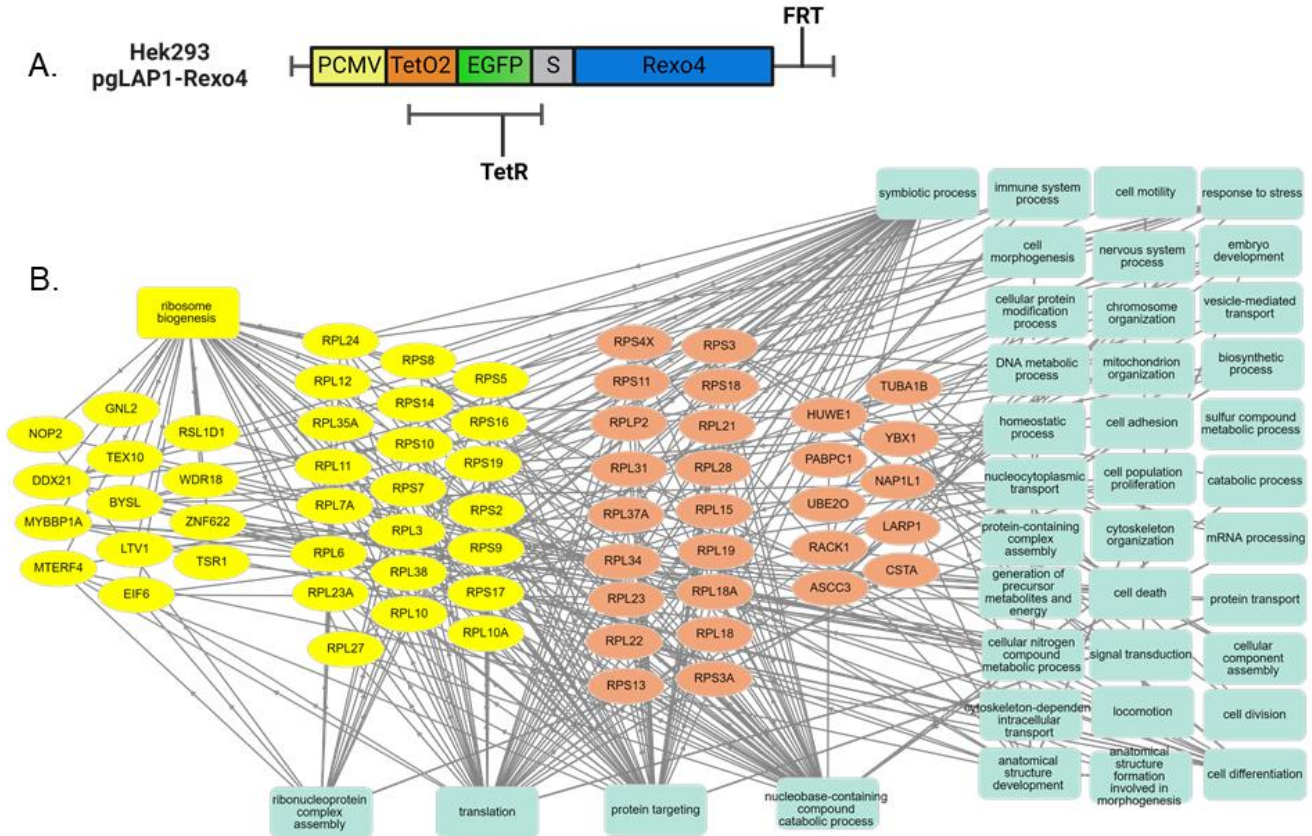 A.
Hek293
pgLAP1-Rexo4
FRT
PCMV
TetO2
EGFP
S
Rexo4
TetR
B.
symbiotic process
immune system
process
cell motility
response to stress
cell
morphogenesis
nervous system
process
embryo
development
cellular protein
modification
process
chromosome
organization
vesicle-mediated
transport
DNA metabolic
process
mitochondrion
organization
biosynthetic
process
homeostatic
process
cell adhesion
sulfur compound
metabolic process
nucleocytoplasmic
transport
cell population
proliferation
catabolic process
protein-containing
complex
assembly
cytoskeleton
organization
mRNA processing
generation of
precursor
metabolites and
energy
cell death
protein transport
cellular nitrogen
compound
metabolic process
signal transduction
cellular
component
assembly
cytoskeleton-dependen
intracellular
transport
locomotion
cell division
anatomical
structure
development
anatomical
structure
formation
involved in
morphogenesis
cell differentiation
ribosome
biogenesis
GNL2
NOP2
RSL1D1
TEX10
DDX21
WDR18
BYSL
MYBBP1A
ZNF622
LTV1
TSR1
MTERF4
EIF6
RPL24
RPL12
RPL35A
RPL11
RPL7A
RPL6
RPL23A
RPL27
RPS8
RPS14
RPS10
RPS7
RPL3
RPL38
RPL10
RPS5
RPS16
RPS19
RPS2
RPS9
RPS17
RPL10A
RPS4X
RPS11
RPLP2
RPL31
RPL37A
RPL34
RPL23
RPL22
RPS13
RPS3
RPS18
RPL21
RPL28
RPL15
RPL19
RPL18A
RPL18
RPS3A
HUWE1
PABPC1
UBE2O
RACK1
ASCC3
TUBA1B
YBX1
NAP1L1
LARP1
CSTA
ribonucleoprotein
complex
assembly
translation
protein targeting
nucleobase-containing
compound
catabolic process